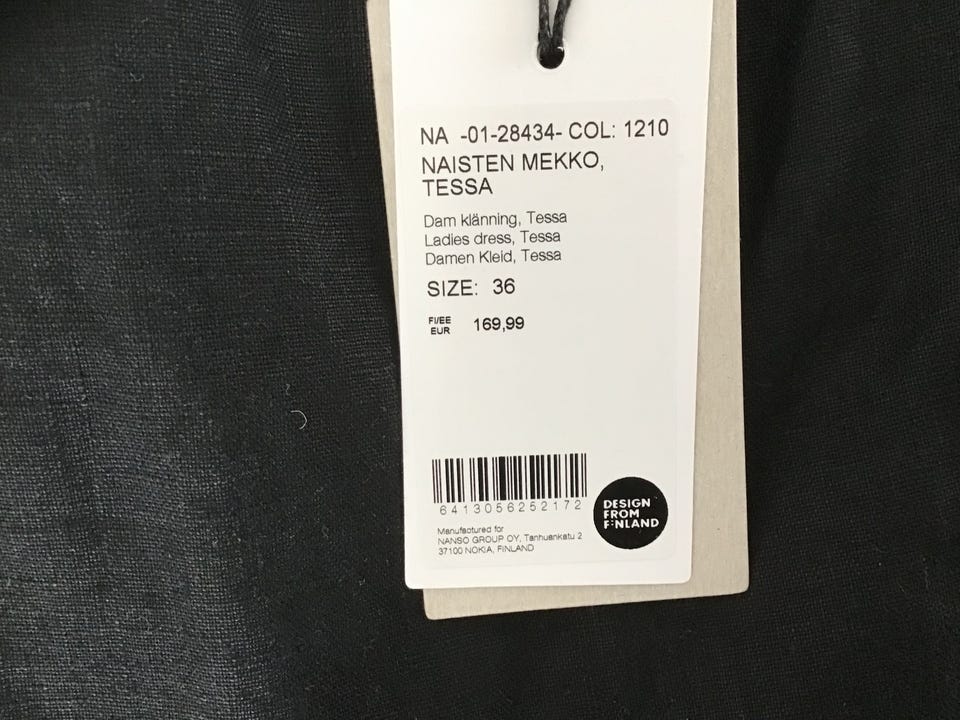 NA -01-28434- COL: 1210
NAISTEN MEKKO,
TESSA
Dam klänning, Tessa
Ladies dress, Tessa
Damen Kleid, Tessa
SIZE: 36
FI/EE
EUR 169,99
6413056252172
Manufactured for
NANSO GROUP OY, Tanhuankatu 2
37100 NOKIA, FINLAND
DESIGN
FROM
FINLAND